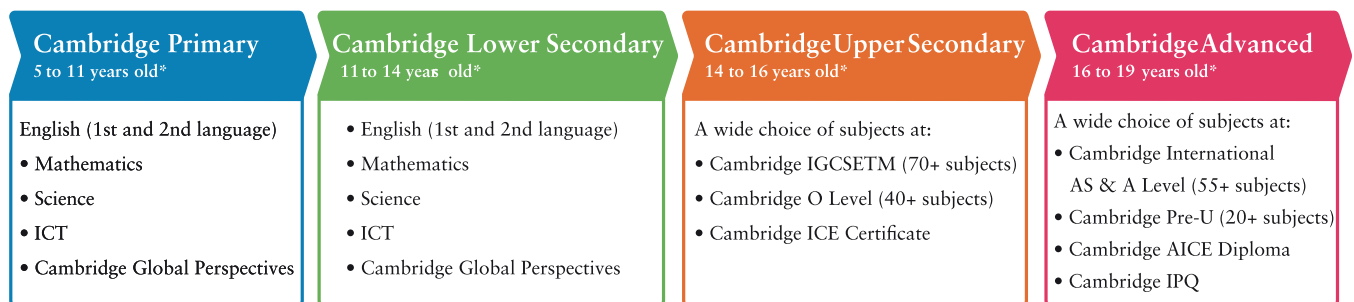 Cambridge Primary
5 to 11 years old*
English (1st and 2nd language)
• Mathematics
• Science
• ICT
• Cambridge Global Perspectives
Cambridge Lower Secondary
11 to 14 years old*
• English (1st and 2nd language)
• Mathematics
• Science
• ICT
• Cambridge Global Perspectives
Cambridge Upper Secondary
14 to 16 years old*
A wide choice of subjects at:
• Cambridge IGCSETM (70+ subjects)
• Cambridge O Level (40+ subjects)
• Cambridge ICE Certificate
Cambridge Advanced
16 to 19 years old*
A wide choice of subjects at:
• Cambridge International
AS & A Level (55+ subjects)
• Cambridge Pre-U (20+ subjects)
• Cambridge AICE Diploma
• Cambridge IPQ